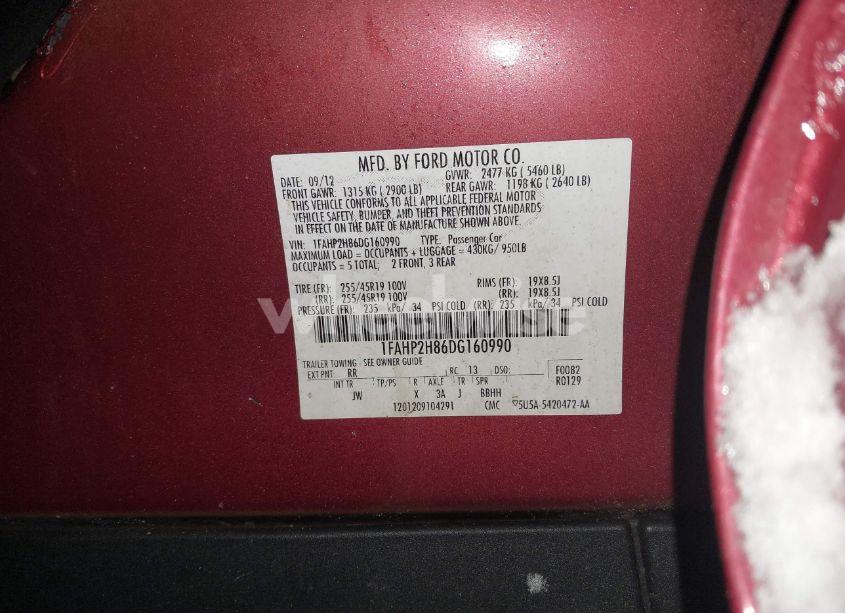 MFD. BY FORD MOTOR CO.
DATE: 09/12 GVWR: 2477 KG ( 5460 LB)
FRONT GAWR: 1315 KG ( 2900 LB) REAR GAWR: 1198 KG ( 2640 LB)
THIS VEHICLE CONFORMS TO ALL APPLICABLE FEDERAL MOTOR
VEHICLE SAFETY, BUMPER, AND THEFT PREVENTION STANDARDS
IN EFFECT ON THE DATE OF MANUFACTURE SHOWN ABOVE.
VIN: 1FAHP2H86DG160990 TYPE: Passenger Car
MAXIMUM LOAD = OCCUPANTS + LUGGAGE = 430KG/ 950LB
OCCUPANTS = 5 TOTAL; 2 FRONT, 3 REAR
TIRE (FR): 255/45R19 100V RIMS (FR): 19X8.5J
(RR): 255/45R19 100V (RR): 19X8.5J
PRESSURE (FR): 235 kPa/ 34 PSI COLD (RR): 235 kPa/ 34 PSI COLD
1FAHP2H86DG160990
TRAILER TOWING - SEE OWNER GUIDE
EXT PNT: RR RC: 13 DSO: F0082
INT TR TP/PS R AXLE TR SPR R0129
JW X 3A J BBHH
1201209104291 CMC 5U5A-5420472-AA